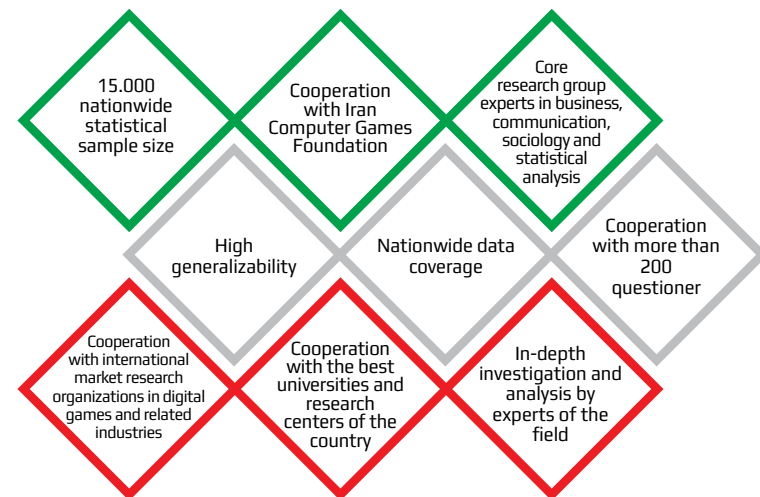 15.000
nationwide
statistical
sample size
Cooperation
with Iran
Computer Games
Foundation
Core
research group
experts in business,
communication,
sociology and
statistical
analysis
High
generalizability
Nationwide data
coverage
Cooperation
with more than
200
questioner
Cooperation
with international
market research
organizations in digital
games and related
industries
Cooperation
with the best
universities and
research
centers of the
country
In-depth
investigation and
analysis by
experts of the
field